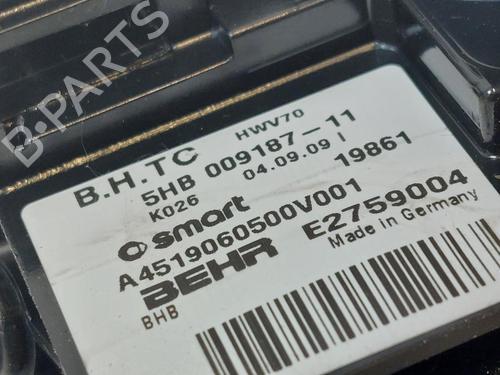 B-PARTS
B.H.TC HWV70
5HB 009187-11
K026 04.09.09 I 19861
smart
A4519060500V001
BEHR E2759004
BHB Made in Germany